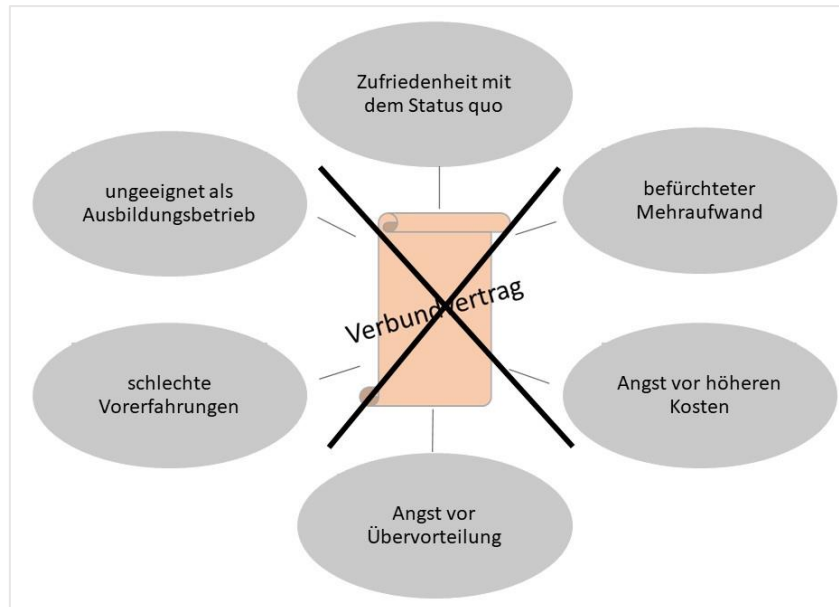 Zufriedenheit mit
dem Status quo
ungeeignet als
Ausbildungsbetrieb
befürchteter
Mehraufwand
Verbundvertrag
schlechte
Vorerfahrungen
Angst vor höheren
Kosten
Angst vor
Übervorteilung